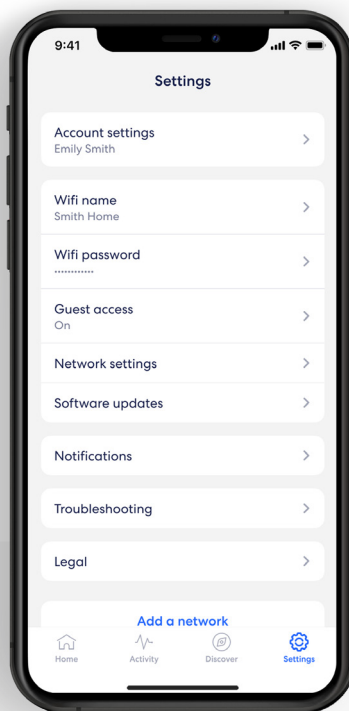 9:41
Settings
Account settings
Emily Smith
Wifi name
Smith Home
Wifi password
............
Guest access
On
Network settings
Software updates
Notifications
Troubleshooting
Legal
Add a network
Home
Activity
Discover
Settings